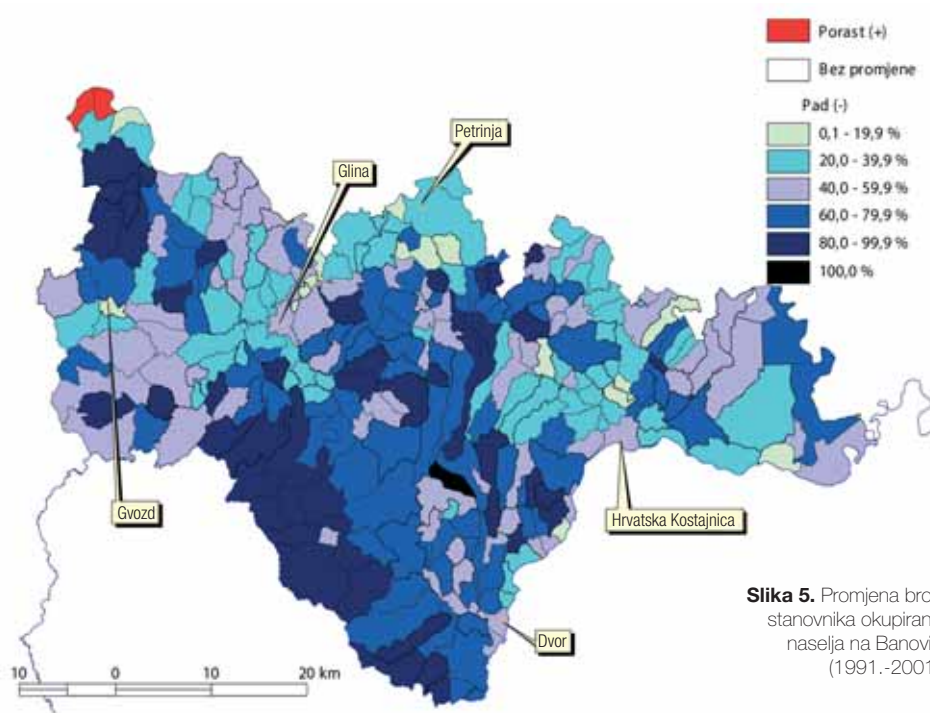 Porast (+)
Bez promjene
Pad (-)
0,1 - 19,9 %
20,0 - 39,9 %
40,0 - 59,9 %
60,0 - 79,9 %
80,0 - 99,9 %
100,0 %
Petrinja
Glina
Gvozd
Hrvatska Kostajnica
Dvor
Slika 5. Promjena bro
stanovnika okupiran
naselja na Banovi
(1991.-2001
10 0 20 km